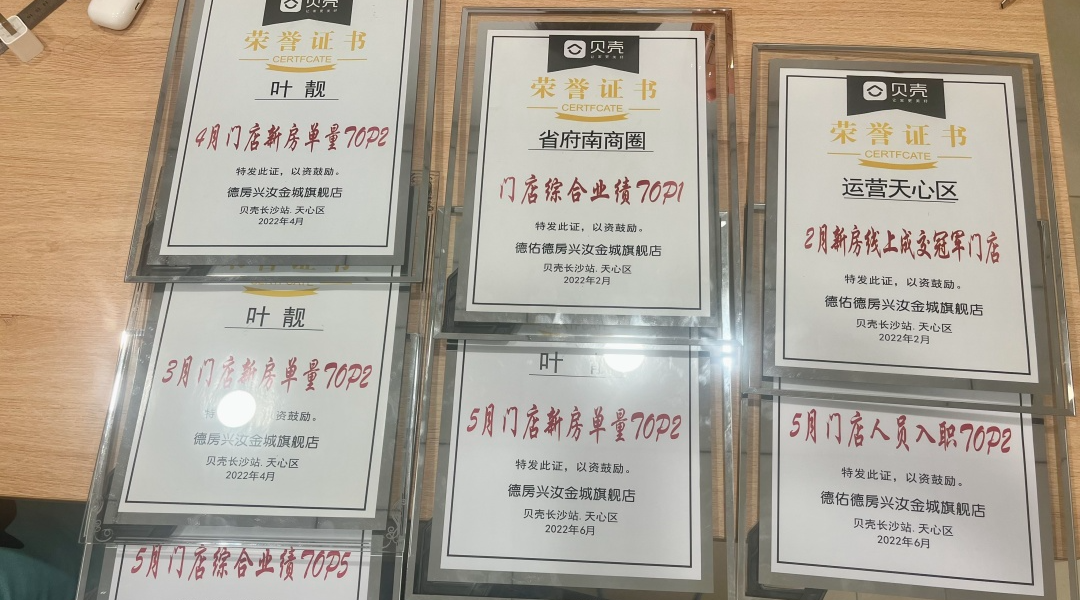 贝壳
荣誉证书
CERTFCATE
叶 靓
4月门店新房单量TOP2
特发此证，以资鼓励。
德房兴汝金城旗舰店
贝壳长沙站. 天心区
2022年4月
贝壳
荣誉证书
CERTFCATE
省府南商圈
门店综合业绩TOP1
特发此证，以资鼓励。
德佑德房兴汝金城旗舰店
贝壳长沙站. 天心区
2022年2月
贝壳
荣誉证书
CERTFCATE
运营天心区
2月新房线上成交冠军门店
特发此证，以资鼓励。
德佑德房兴汝金城旗舰店
贝壳长沙站. 天心区
2022年2月
叶 靓
3月门店新房单量TOP2
资鼓励。
德房兴汝金城旗舰店
贝壳长沙站. 天心区
2022年4月
叶
5月门店新房单量TOP2
特发此证，以资鼓励。
德房兴汝金城旗舰店
贝壳长沙站. 天心区
2022年6月
5月门店人员入职TOP2
特发此证，以资鼓励。
德佑德房兴汝金城旗舰店
贝壳长沙站. 天心区
2022年6月
5月门店综合业绩TOP5